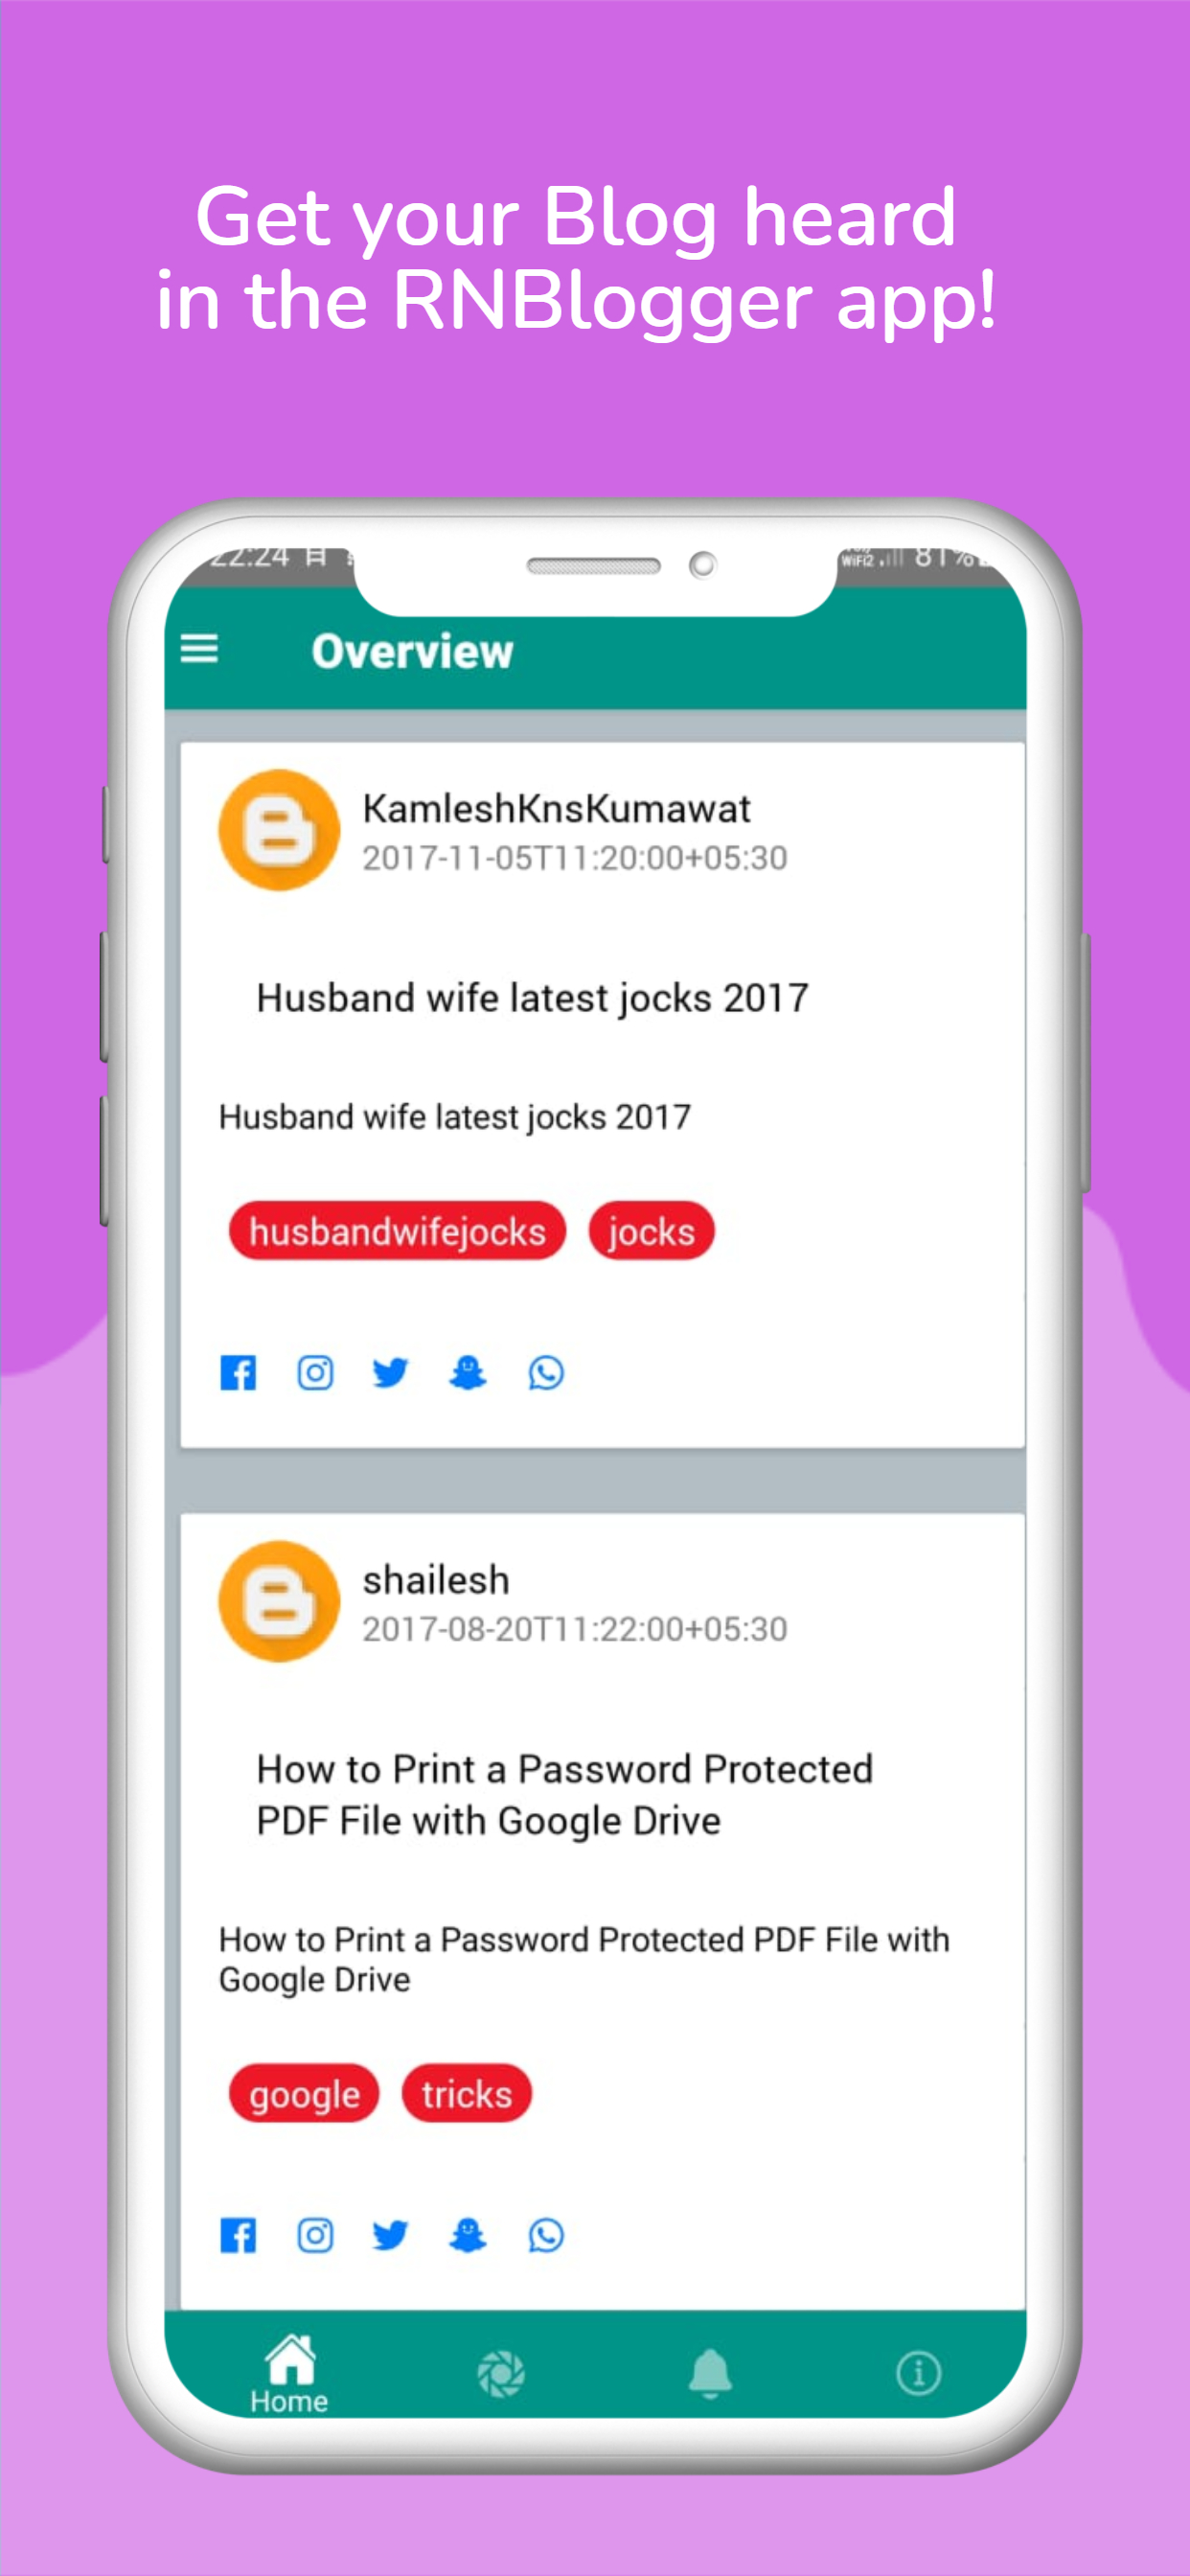 Get your Blog heard
in the RNBlogger app!
22:24
WiFi2 81%
Overview
KamleshKnsKumawat
2017-11-05T11:20:00+05:30
Husband wife latest jocks 2017
Husband wife latest jocks 2017
husbandwifejocks jocks
shailesh
2017-08-20T11:22:00+05:30
How to Print a Password Protected
PDF File with Google Drive
How to Print a Password Protected PDF File with
Google Drive
google tricks
Home